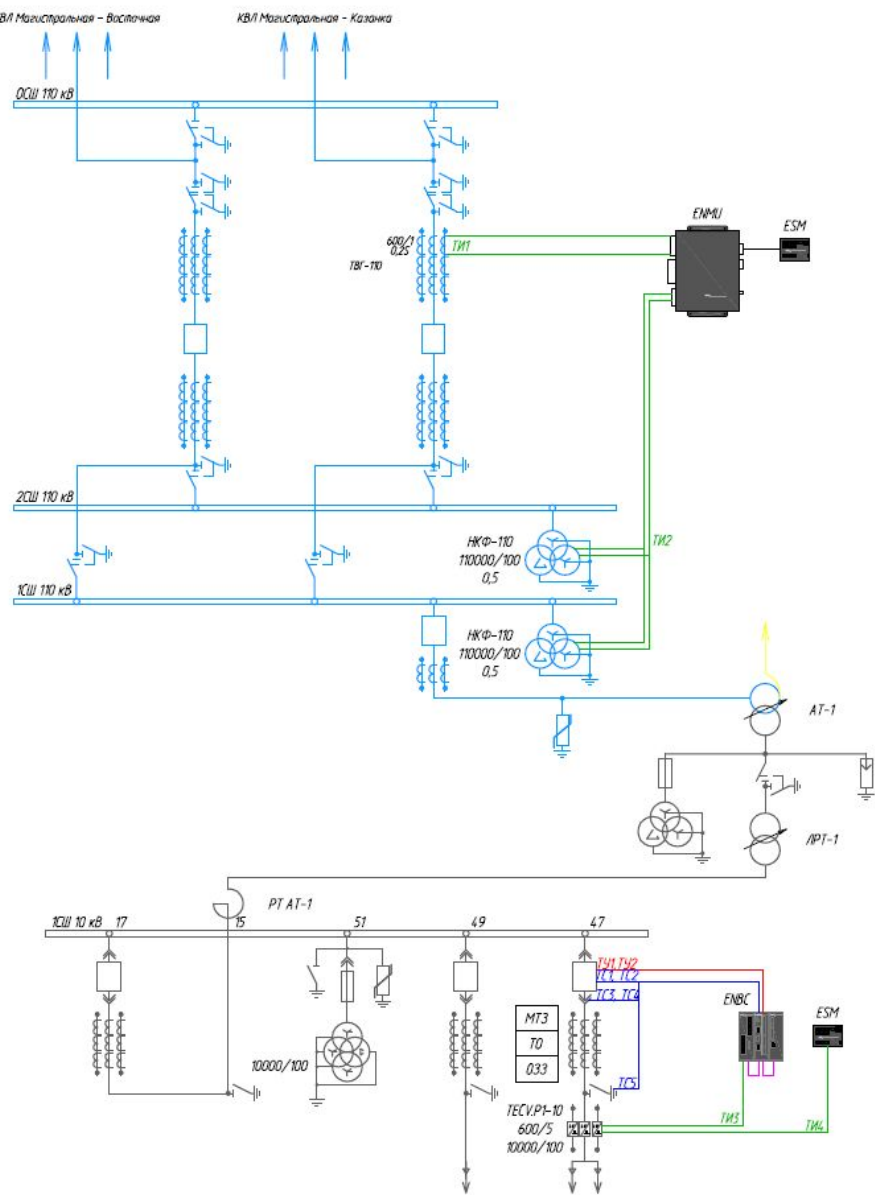 КВЛ Магистральная - Восточная
КВЛ Магистральная - Казанка
ОСШ 110 кВ
ENMU
ESM
600/1
0,2S
ТВГ-110
ТИ1
2СШ 110 кВ
НКФ-110
110000/100
0,5
ТИ2
1СШ 110 кВ
НКФ-110
110000/100
0,5
АТ-1
ЛРТ-1
РТ АТ-1
1СШ 10 кВ
17
15
51
49
47
ТУ1,ТУ2
ТС1, ТС2
ТС3, ТС4
ENBC
ESM
МТЗ
ТО
ОЗЗ
10000/100
ТС5
TECV.P1-10
600/5
10000/100
ТИ3
ТИ4